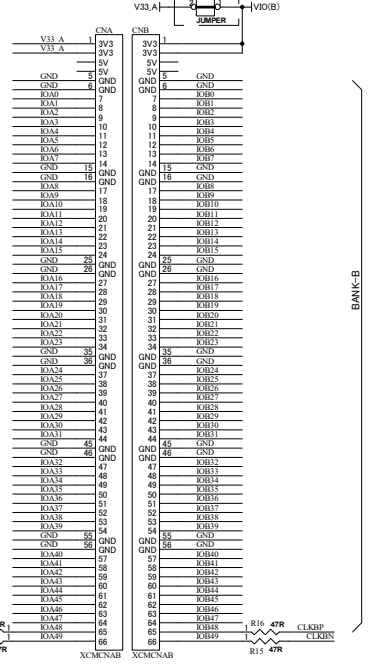 V33_A 2 1 VIO(B)
JUMPER
CNA CNB
V33_A 1 3V3 3V3 1
V33_A 3V3 3V3
5V 5V
5V 5V
GND 5 GND GND 5 GND
GND 6 GND GND 6 GND
IOA0 7 7 IOB0
IOA1 8 8 IOB1
IOA2 9 9 IOB2
IOA3 10 10 IOB3
IOA4 11 11 IOB4
IOA5 12 12 IOB5
IOA6 13 13 IOB6
IOA7 14 14 IOB7
GND 15 GND GND 15 GND
GND 16 GND GND 16 GND
IOA8 17 17 IOB8
IOA9 18 18 IOB9
IOA10 19 19 IOB10
IOA11 20 20 IOB11
IOA12 21 21 IOB12
IOA13 22 22 IOB13
IOA14 23 23 IOB14
IOA15 24 24 IOB15
GND 25 GND GND 25 GND
GND 26 GND GND 26 GND
IOA16 27 27 IOB16
IOA17 28 28 IOB17
IOA18 29 29 IOB18
IOA19 30 30 IOB19
IOA20 31 31 IOB20
IOA21 32 32 IOB21
IOA22 33 33 IOB22
IOA23 34 34 IOB23
GND 35 GND GND 35 GND
GND 36 GND GND 36 GND
IOA24 37 37 IOB24
IOA25 38 38 IOB25
IOA26 39 39 IOB26
IOA27 40 40 IOB27
IOA28 41 41 IOB28
IOA29 42 42 IOB29
IOA30 43 43 IOB30
IOA31 44 44 IOB31
GND 45 GND GND 45 GND
GND 46 GND GND 46 GND
IOA32 47 47 IOB32
IOA33 48 48 IOB33
IOA34 49 49 IOB34
IOA35 50 50 IOB35
IOA36 51 51 IOB36
IOA37 52 52 IOB37
IOA38 53 53 IOB38
IOA39 54 54 IOB39
GND 55 GND GND 55 GND
GND 56 GND GND 56 GND
IOA40 57 57 IOB40
IOA41 58 58 IOB41
IOA42 59 59 IOB42
IOA43 60 60 IOB43
IOA44 61 61 IOB44
IOA45 62 62 IOB45
IOA46 63 63 IOB46
IOA47 64 64 IOB47
7R 1 IOA48 65 65 IOB48 1 R16 47R CLKBP
1 IOA49 66 66 IOB49 1 CLKBN
7R R15 47R
XCMCNAB XCMCNAB
BANK-B